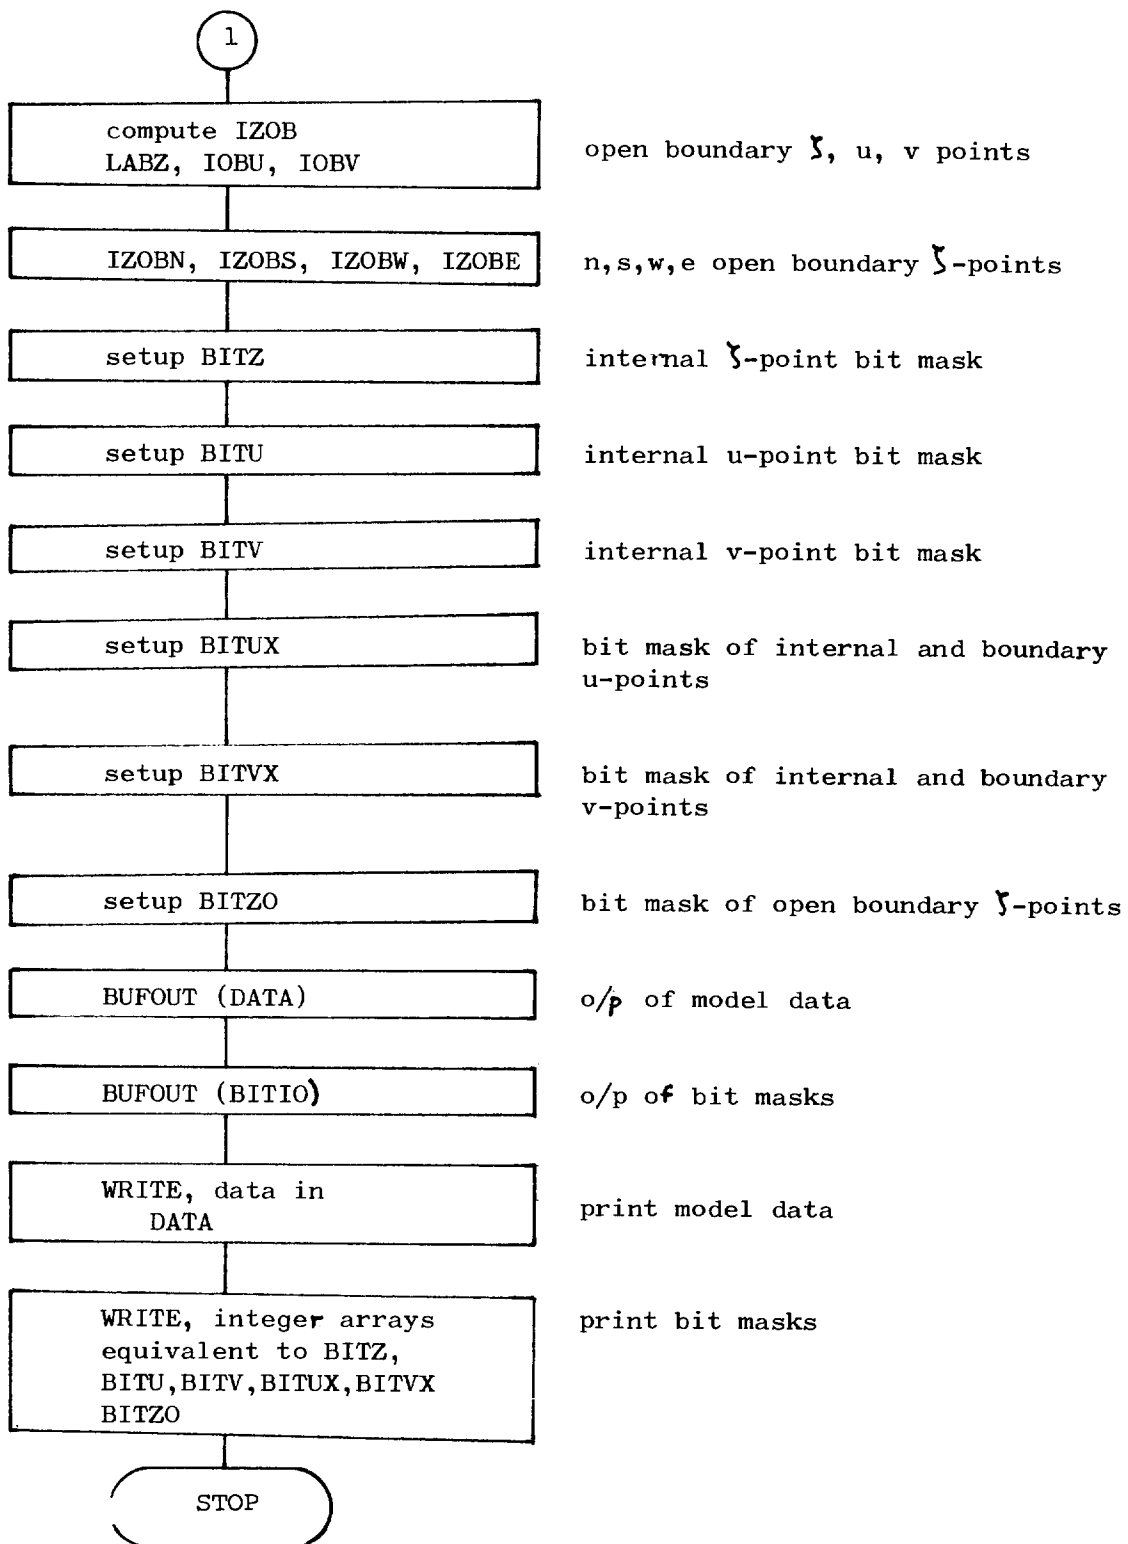 1
compute IZOB
LABZ, IOBU, IOBV
open boundary ζ, u, v points
IZOBN, IZOBS, IZOBW, IZOBE
n,s,w,e open boundary ζ-points
setup BITZ
internal ζ-point bit mask
setup BITU
internal u-point bit mask
setup BITV
internal v-point bit mask
setup BITUX
bit mask of internal and boundary
u-points
setup BITVX
bit mask of internal and boundary
v-points
setup BITZO
bit mask of open boundary ζ-points
BUFOUT (DATA)
o/p of model data
BUFOUT (BITIO)
o/p of bit masks
WRITE, data in
DATA
print model data
WRITE, integer arrays
equivalent to BITZ,
BITU,BITV,BITUX,BITVX
BITZO
print bit masks
STOP